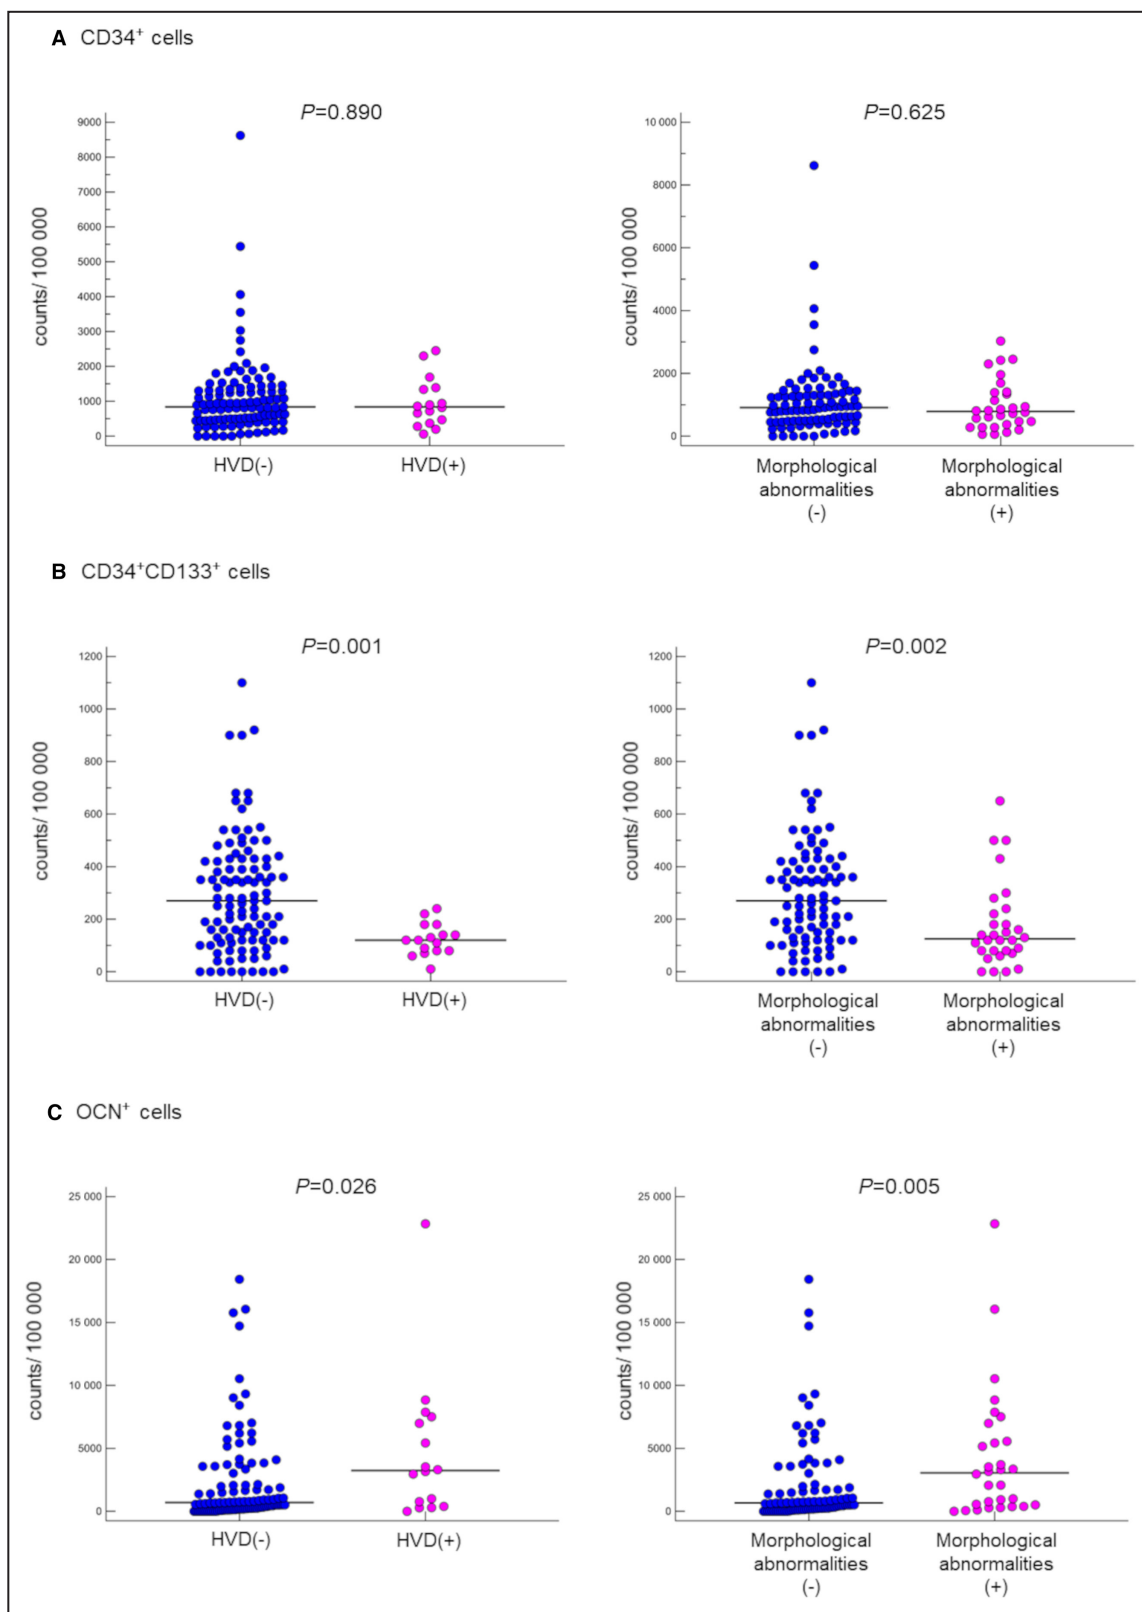 A CD34+ cells
P=0.890
P=0.625
counts/ 100 000
9000
8000
7000
6000
5000
4000
3000
2000
1000
0
HVD(-)
HVD(+)
counts/ 100 000
10 000
8000
6000
4000
2000
0
Morphological
abnormalities
(-)
Morphological
abnormalities
(+)
B CD34+CD133+ cells
P=0.001
P=0.002
counts/ 100 000
1200
1000
800
600
400
200
0
HVD(-)
HVD(+)
counts/ 100 000
1200
1000
800
600
400
200
0
Morphological
abnormalities
(-)
Morphological
abnormalities
(+)
C OCN+ cells
P=0.026
P=0.005
counts/ 100 000
25 000
20 000
15 000
10 000
5000
0
HVD(-)
HVD(+)
counts/ 100 000
25 000
20 000
15 000
10 000
5000
0
Morphological
abnormalities
(-)
Morphological
abnormalities
(+)